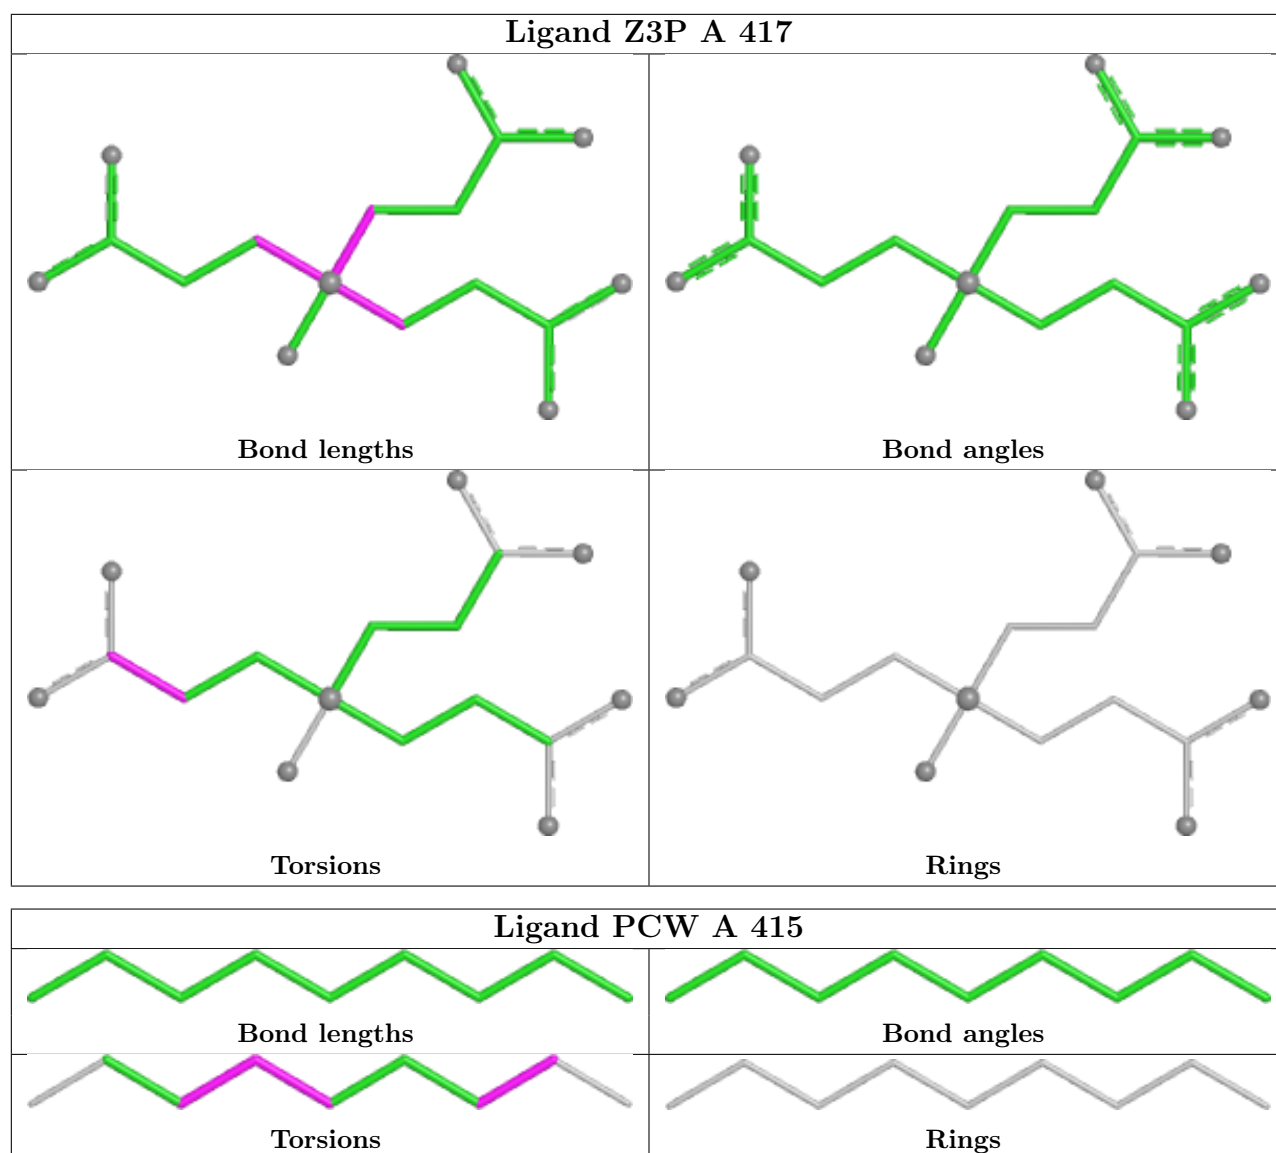 Ligand Z3P A 417
Bond lengths
Bond angles
Torsions
Rings
Ligand PCW A 415
Bond lengths
Bond angles
Torsions
Rings